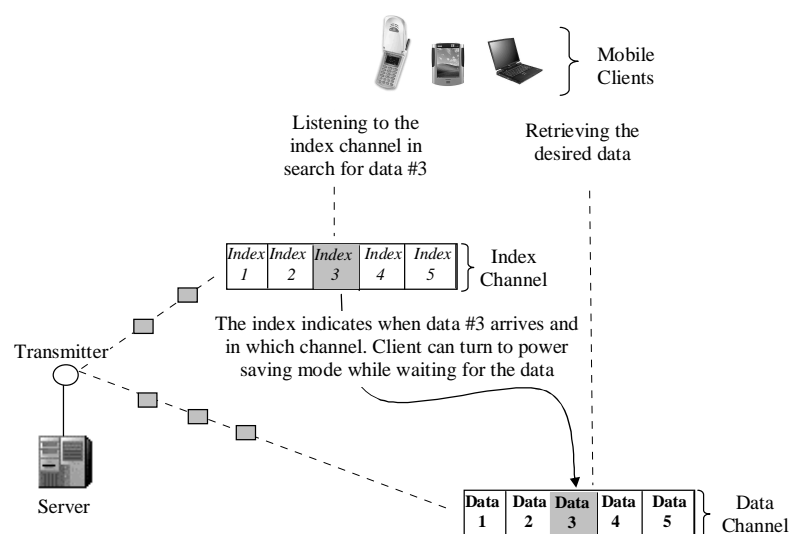 Mobile
Clients
Listening to the
index channel in
search for data #3
Retrieving the
desired data
Index Index Index Index Index
1 2 3 4 5
Index
Channel
The index indicates when data #3 arrives and
in which channel. Client can turn to power
saving mode while waiting for the data
Transmitter
Server
Data Data Data Data Data
1 2 3 4 5
Data
Channel